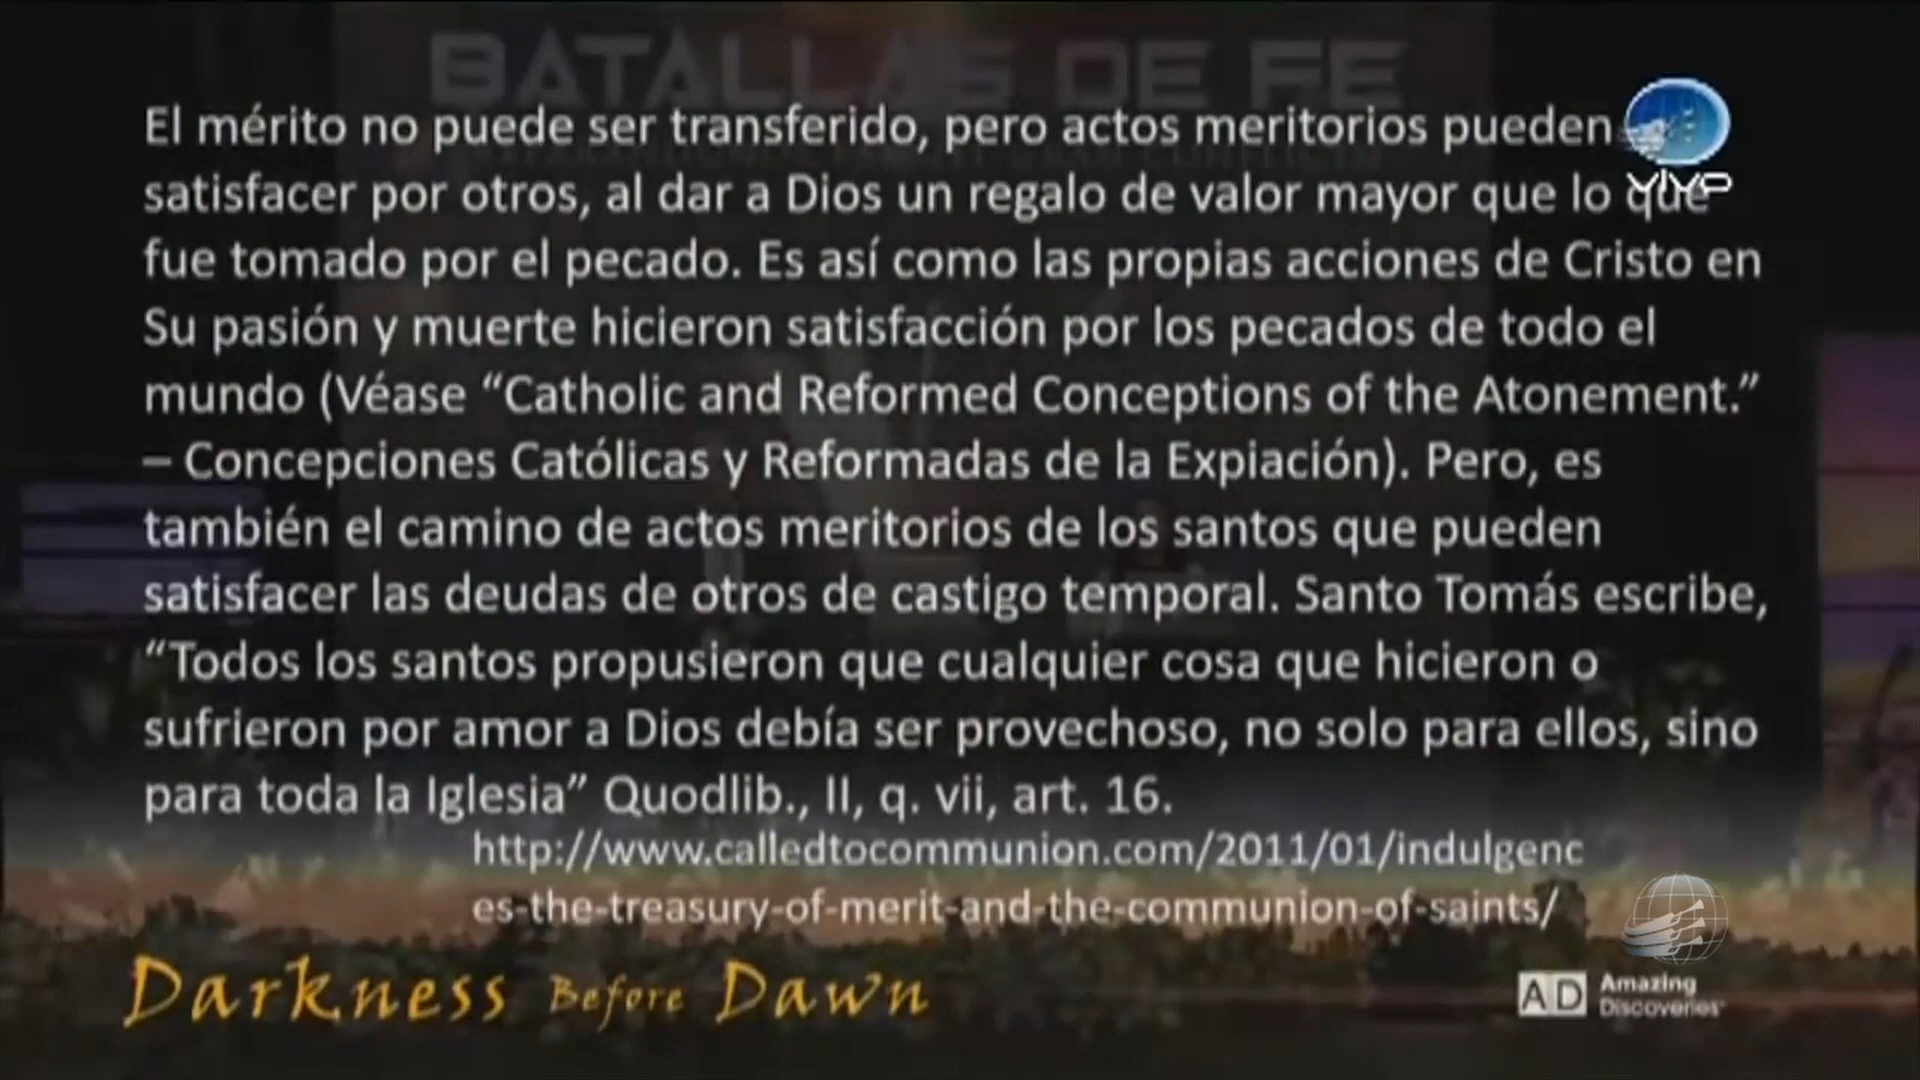 BATALLAS DE FE
El mérito no puede ser transferido, pero actos meritorios pueden
satisfacer por otros, al dar a Dios un regalo de valor mayor que lo que
fue tomado por el pecado. Es así como las propias acciones de Cristo en
Su pasión y muerte hicieron satisfacción por los pecados de todo el
mundo (Véase “Catholic and Reformed Conceptions of the Atonement.”
– Concepciones Católicas y Reformadas de la Expiación). Pero, es
también el camino de actos meritorios de los santos que pueden
satisfacer las deudas de otros de castigo temporal. Santo Tomás escribe,
“Todos los santos propusieron que cualquier cosa que hicieron o
sufrieron por amor a Dios debía ser provechoso, no solo para ellos, sino
para toda la Iglesia” Quodlib., II, q. vii, art. 16.
http://www.calledtocommunion.com/2011/01/indulgenc
es-the-treasury-of-merit-and-the-communion-of-saints/
Darkness Before Dawn
AD Amazing
Discoveries